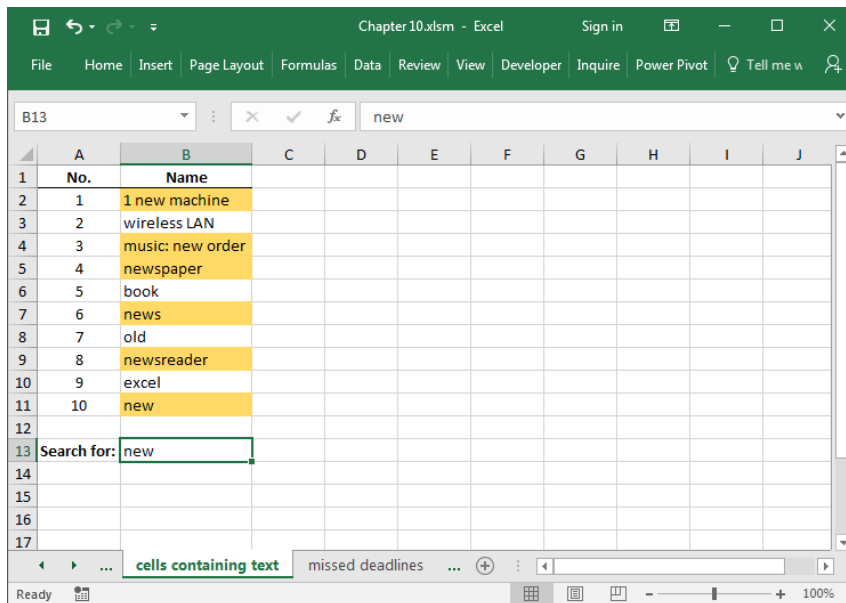 Chapter 10.xlsm - Excel Sign in
File Home Insert Page Layout Formulas Data Review View Developer Inquire Power Pivot Tell me w
B13 fx new
A B C D E F G H I J
1 No. Name
2 1 1 new machine
3 2 wireless LAN
4 3 music: new order
5 4 newspaper
6 5 book
7 6 news
8 7 old
9 8 newsreader
10 9 excel
11 10 new
12
13 Search for: new
14
15
16
17
... cells containing text missed deadlines ...
Ready 100%